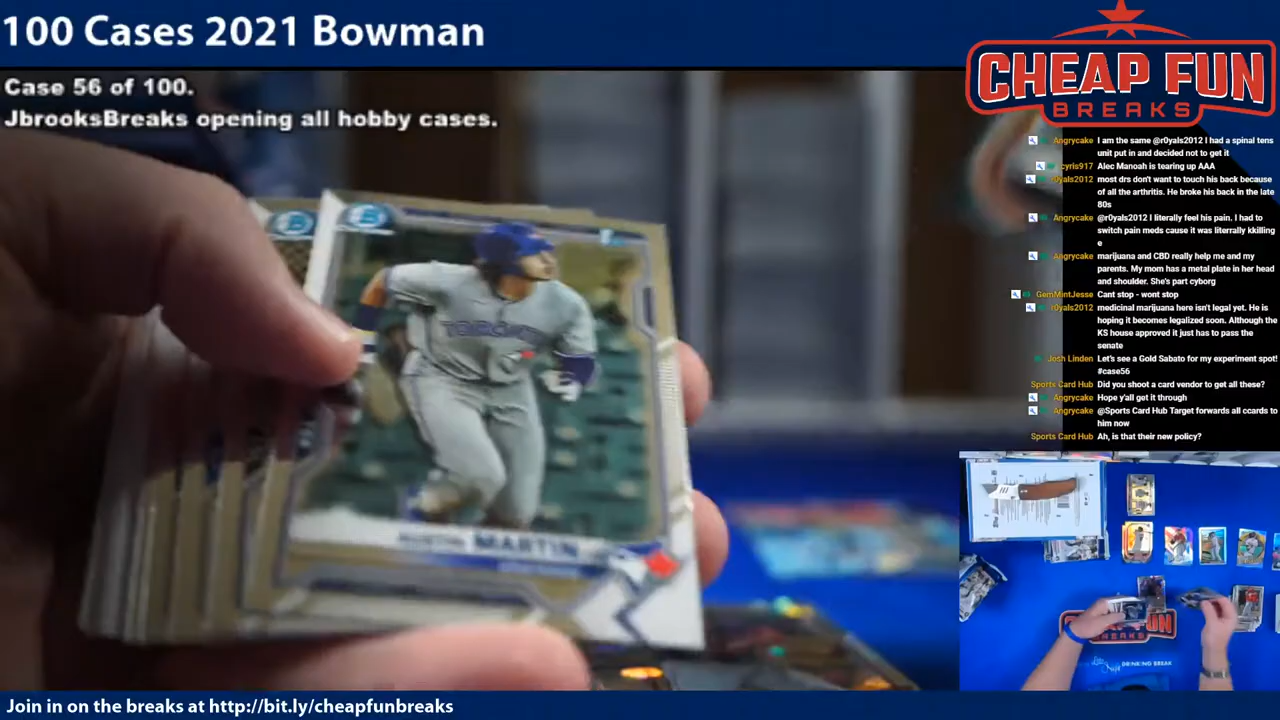 100 Cases 2021 Bowman
Case 56 of 100.
JbrooksBreaks opening all hobby cases.
CHEAP FUN
BREAKS
Angrycake I am the same @r0yals2012 I had a spinal tens
unit put in and decided not to get it
cyris917 Alec Manoah is tearing up AAA
r0yals2012 most drs don't want to touch his back because
of all the arthritis. He broke his back in the late
80s
Angrycake @r0yals2012 I literally feel his pain. I had to
switch pain meds cause it was literally kkilling
e
Angrycake marijuana and CBD really help me and my
parents. My mom has a metal plate in her head
and shoulder. She's part cyborg
GemMintJesse Cant stop - wont stop
r0yals2012 medicinal marijuana here isn't legal yet. He is
hoping it becomes legalized soon. Although the
KS house approved it just has to pass the
senate
Josh Linden Let's see a Gold Sabato for my experiment spot!
#case56
Sports Card Hub Did you shoot a card vendor to get all these?
Angrycake Hope y'all get it through
Angrycake @Sports Card Hub Target forwards all ccards to
him now
Sports Card Hub Ah, is that their new policy?
TORONTO
MARTIN
CHEAP FUN
BREAKS
DRINKING BREAK
Join in on the breaks at http://bit.ly/cheapfunbreaks